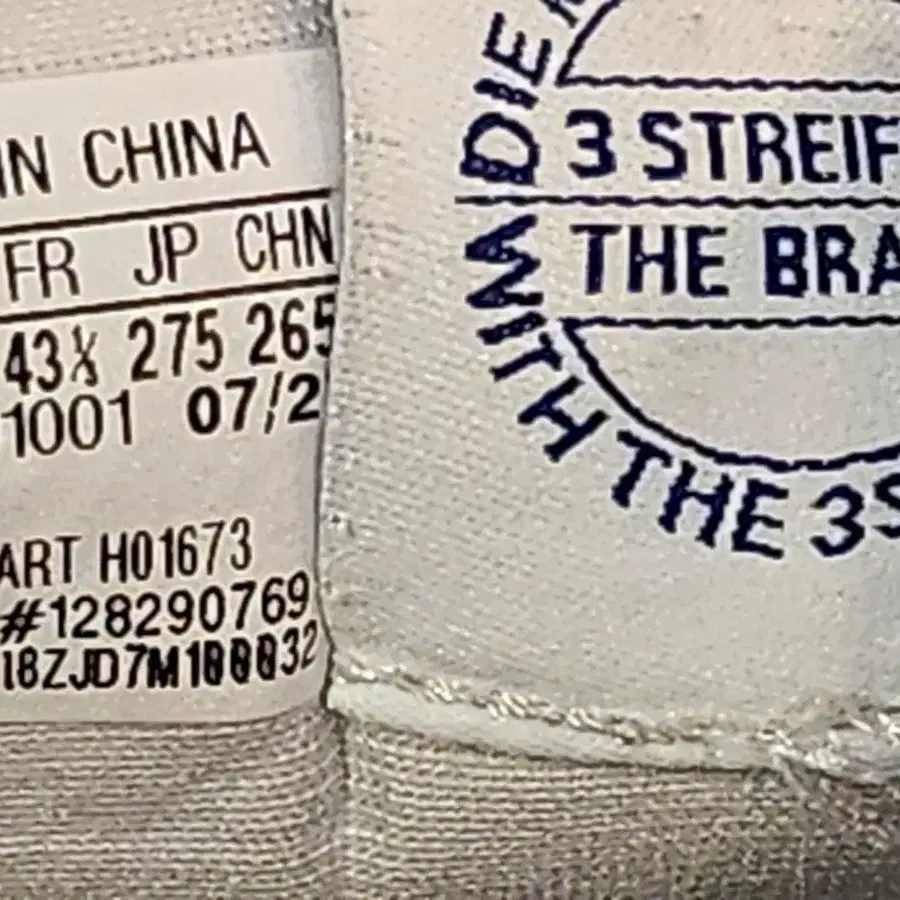 IN CHINA
FR JP CHN
43⅓ 275 265
1001 07/2
ART H01673
#128290769
18ZJD7M100032
DIE M
3 STREIF
THE BRA
WITH THE 3S